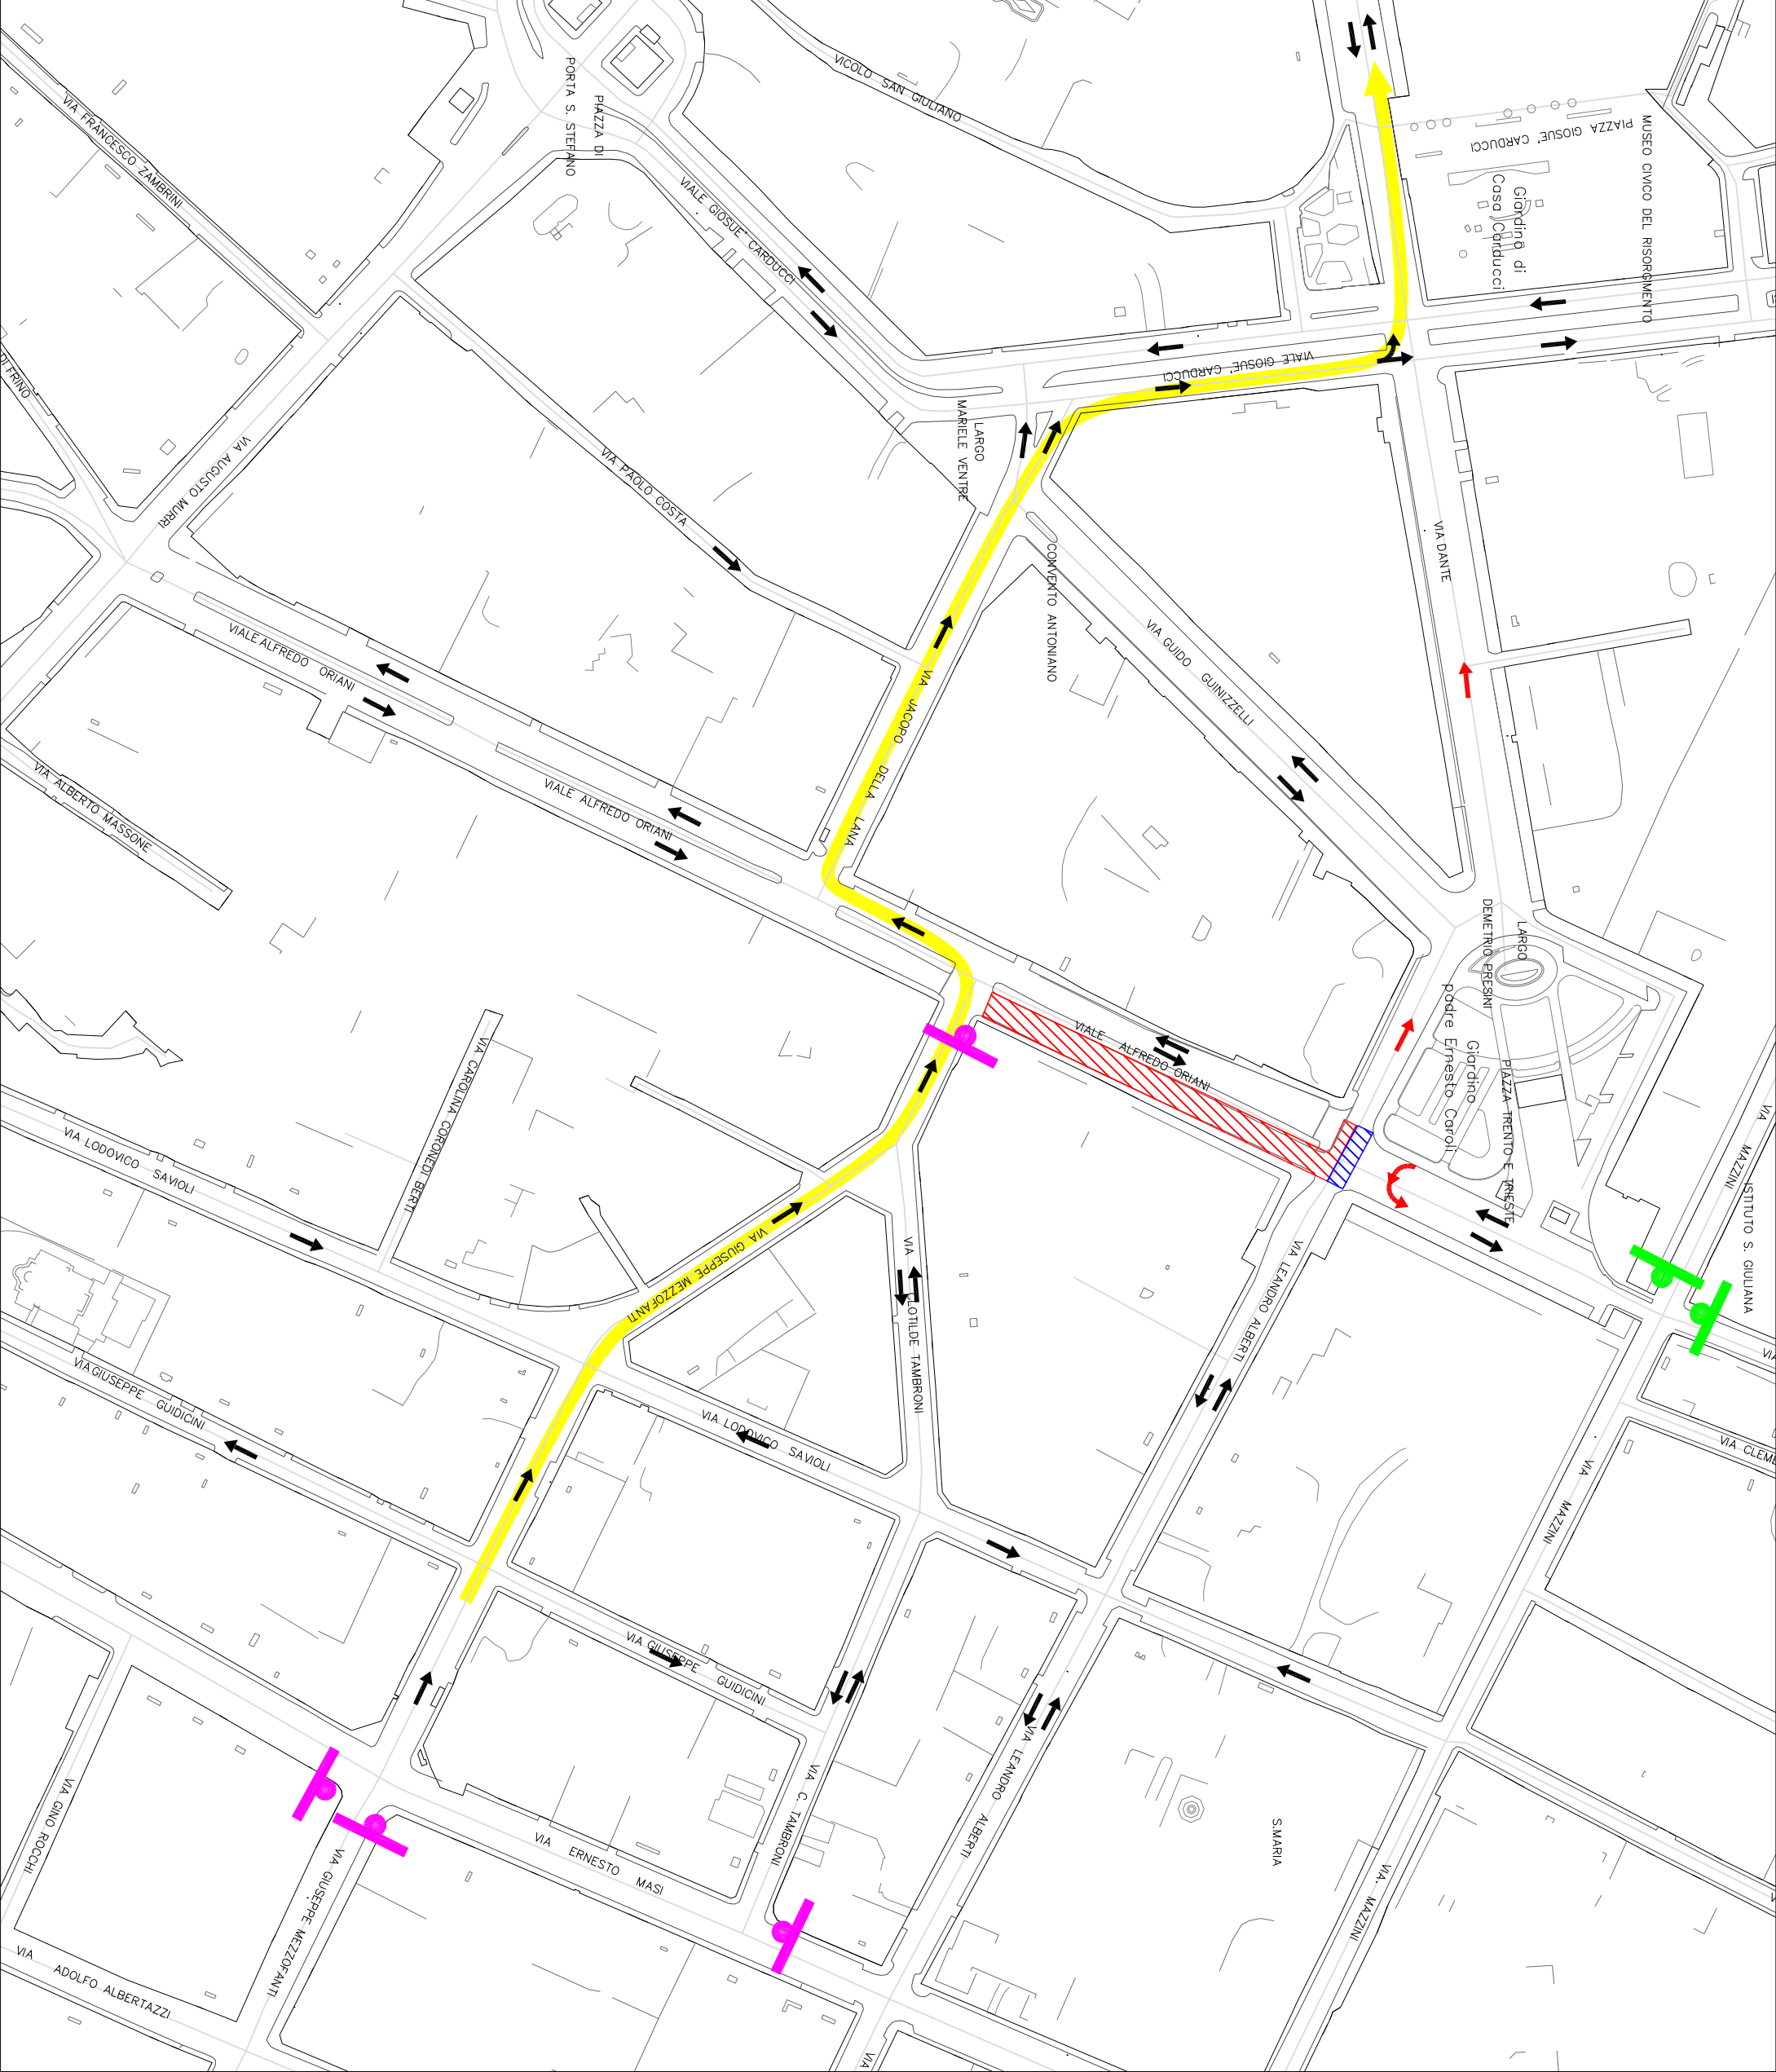 VIA FRANCESCO ZAMBRINI
PORTA S. STEFANO
PIAZZA DI
VICOLO SAN GIULIANO
VIALE GIOSUE' CARDUCCI
PIAZZA GIOSUE' CARDUCCI
Giardino di
Casa Carducci
MUSEO CIVICO DEL RISORGIMENTO
VIALE GIOSUE' CARDUCCI
DI FRINO
VIA AUGUSTO MURRI
VIA PAOLO COSTA
LARGO
MARIELE VENTRE
CONVENTO ANTONIANO
VIA DANTE
VIA GUIDO GUINIZZELLI
VIALE ALFREDO ORIANI
VIA JACOPO DELLA LANA
VIA ALBERTO MASSONE
VIALE ALFREDO ORIANI
LARGO
DEMETRIO PRESINI
VIALE ALFREDO ORIANI
Giardino
padre Ernesto Caroli
PIAZZA TRENTO E TRIESTE
VIA MAZZINI
ISTITUTO S. GIULIANA
VIA LODOVICO SAVIOLI
VIA CAROLINA CORONEDI BERTI
VIA GIUSEPPE MEZZOFANTI
VIA CLOTILDE TAMBRONI
VIA LEANDRO ALBERTI
VIA
VIA GIUSEPPE GUIDICINI
VIA LODOVICO SAVIOLI
VIA CLEME
VIA MAZZINI
VIA GIUSEPPE GUIDICINI
VIA GINO ROCCHI
VIA GIUSEPPE MEZZOFANTI
VIA ERNESTO MASI
VIA C. TAMBRONI
VIA LEANDRO ALBERTI
S.MARIA
VIA. MAZZINI
VIA ADOLFO ALBERTAZZI
VIA